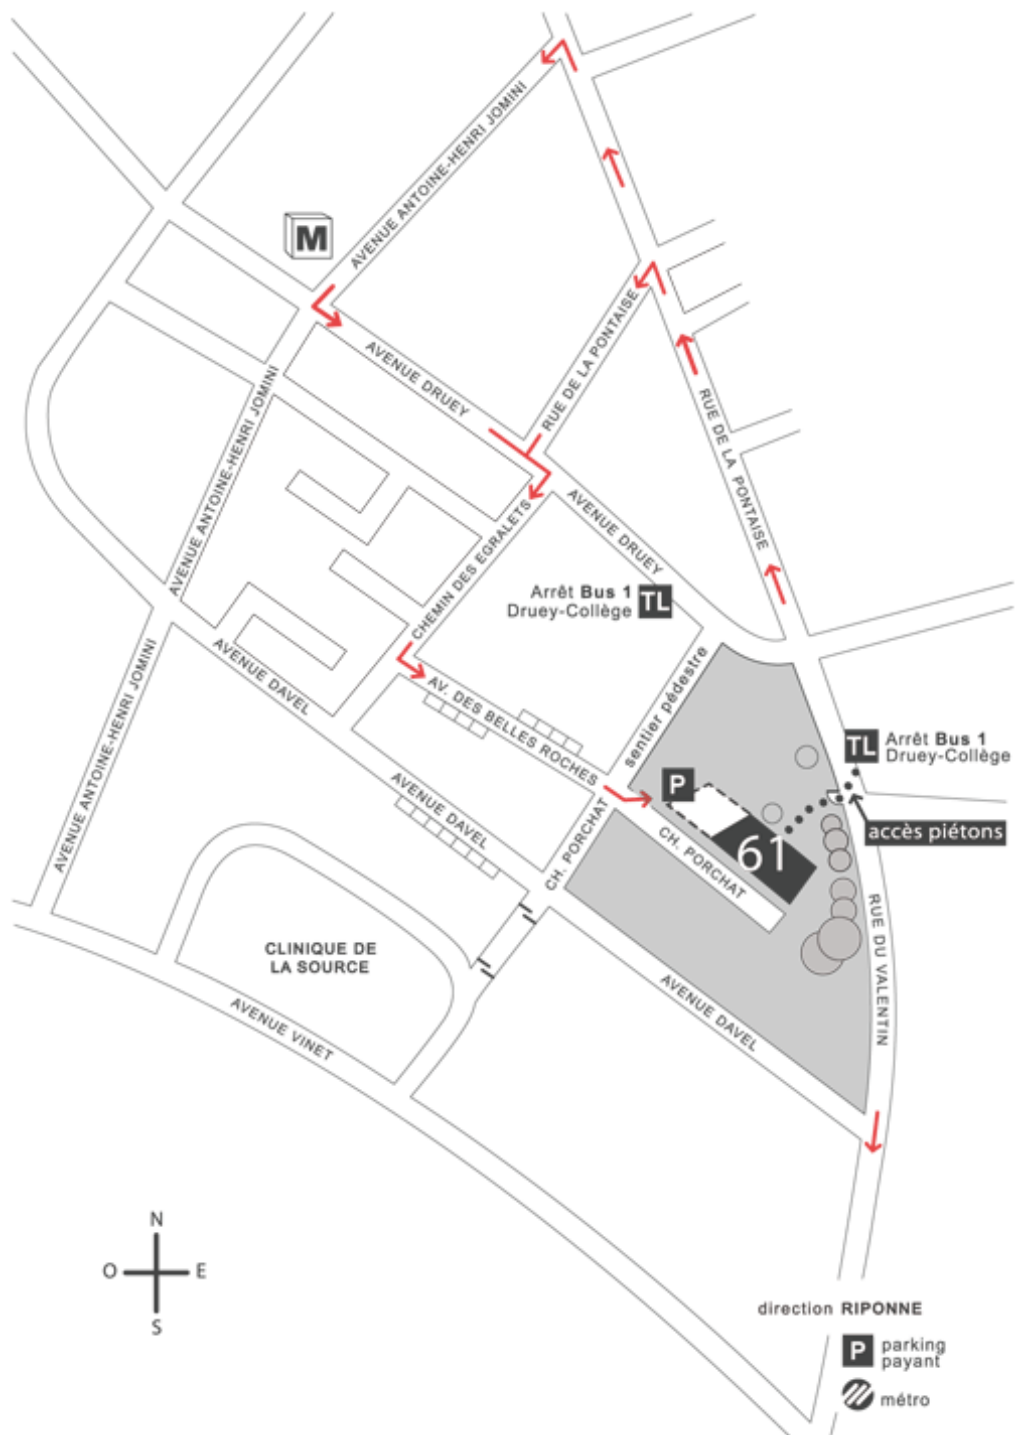 AVENUE ANTOINE-HENRI JOMINI
M
RUE DE LA PONTAISE
AVENUE DRUEY
RUE DE LA PONTAISE
AVENUE ANTOINE-HENRI JOMINI
AVENUE DRUEY
CHEMIN DES EGRALETS
Arrêt Bus 1
Druey-Collège
TL
AVENUE DAVEL
AVENUE ANTOINE-HENRI JOMINI
AV. DES BELLES ROCHES
sentier pédestre
TL
Arrêt Bus 1
Druey-Collège
P
AVENUE DAVEL
CH. PORCHAT
CH. PORCHAT
61
accès piétons
RUE DU VALENTIN
CLINIQUE DE
LA SOURCE
AVENUE DAVEL
AVENUE VINET
N
O
E
S
direction RIPONNE
P
parking
payant
métro